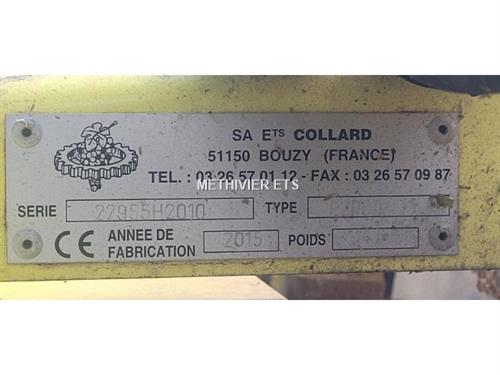 SA ETS COLLARD
51150 BOUZY (FRANCE)
TEL. : 03 26 57 01 12 - FAX : 03 26 57 09 87
METHIVIER ETS
SERIE 22955H2010 TYPE
CE ANNEE DE FABRICATION 2015 POIDS